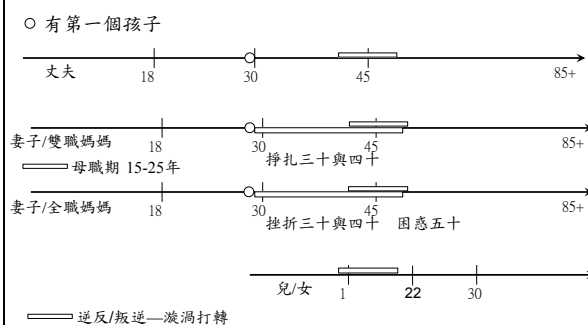 有第一個孩子
丈夫 18 30 45 85+
妻子/雙職媽媽 18 30 45 85+
掙扎三十與四十
母職期 15-25年
妻子/全職媽媽 18 30 45 85+
挫折三十與四十 困惑五十
兒/女 1 22 30
逆反/叛逆—漩渦打轉